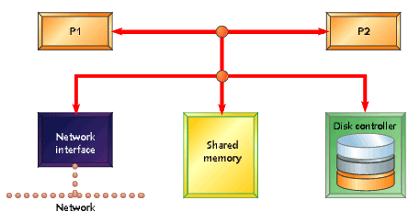 P1
P2
Network
interface
Shared
memory
Disk controller
Network